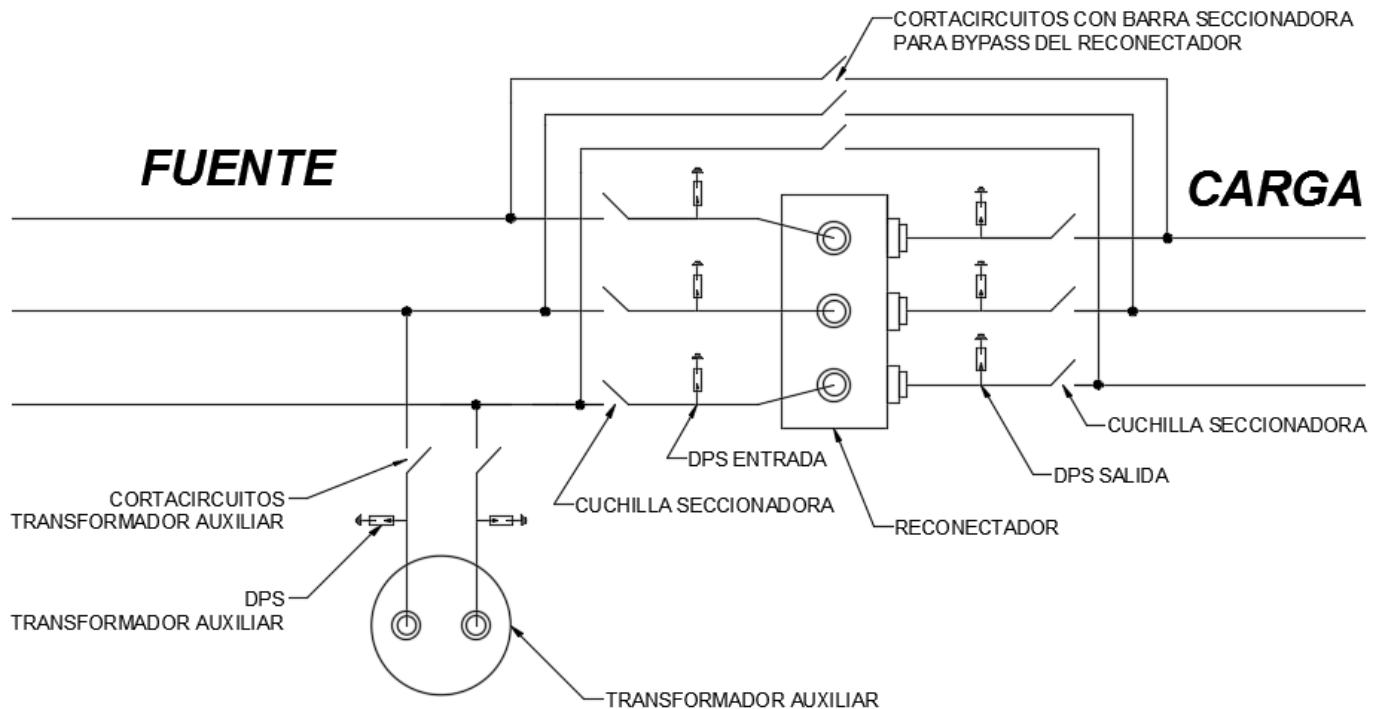 CORTACIRCUITOS CON BARRA SECCIONADORA
PARA BYPASS DEL RECONECTADOR
FUENTE
CARGA
CUCHILLA SECCIONADORA
DPS ENTRADA
DPS SALIDA
CORTACIRCUITOS
TRANSFORMADOR AUXILIAR
CUCHILLA SECCIONADORA
RECONECTADOR
DPS
TRANSFORMADOR AUXILIAR
TRANSFORMADOR AUXILIAR